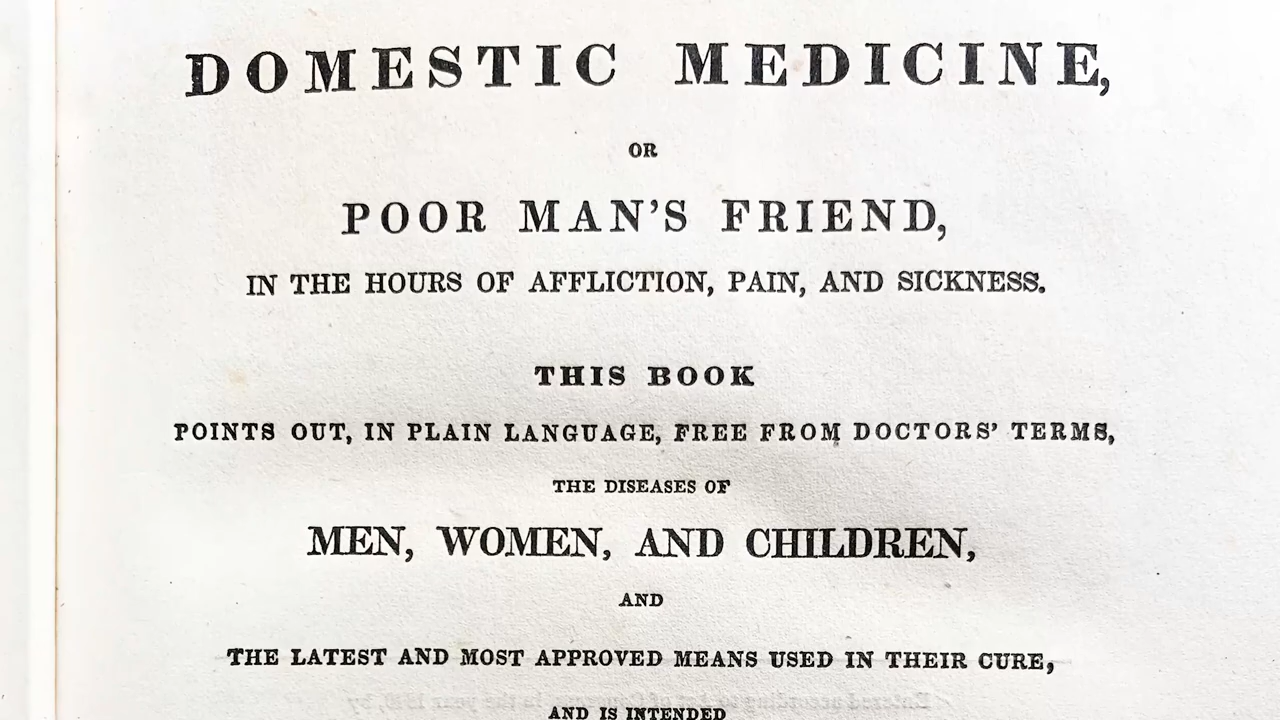 DOMESTIC MEDICINE,
OR
POOR MAN'S FRIEND,
IN THE HOURS OF AFFLICTION, PAIN, AND SICKNESS.
THIS BOOK
POINTS OUT, IN PLAIN LANGUAGE, FREE FROM DOCTORS' TERMS,
THE DISEASES OF
MEN, WOMEN, AND CHILDREN,
AND
THE LATEST AND MOST APPROVED MEANS USED IN THEIR CURE,
AND IS INTENDED